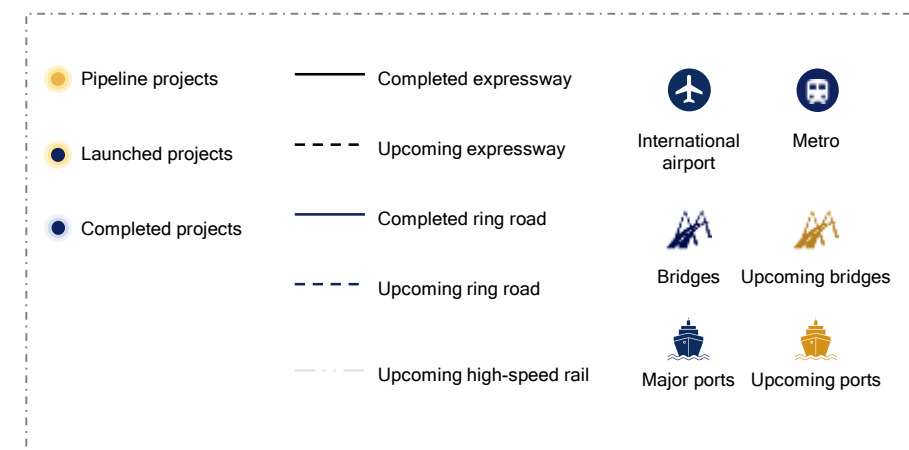 Pipeline projects
Launched projects
Completed projects
Completed expressway
Upcoming expressway
Completed ring road
Upcoming ring road
Upcoming high-speed rail
International
airport
Metro
Bridges
Upcoming bridges
Major ports
Upcoming ports